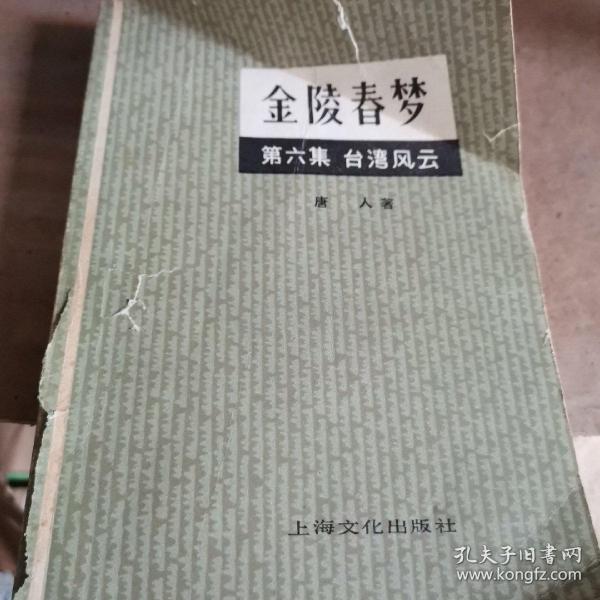 金陵春梦
第六集 台湾风云
唐 人著
上海文化出版社
孔夫子旧书网
www.kongfz.com